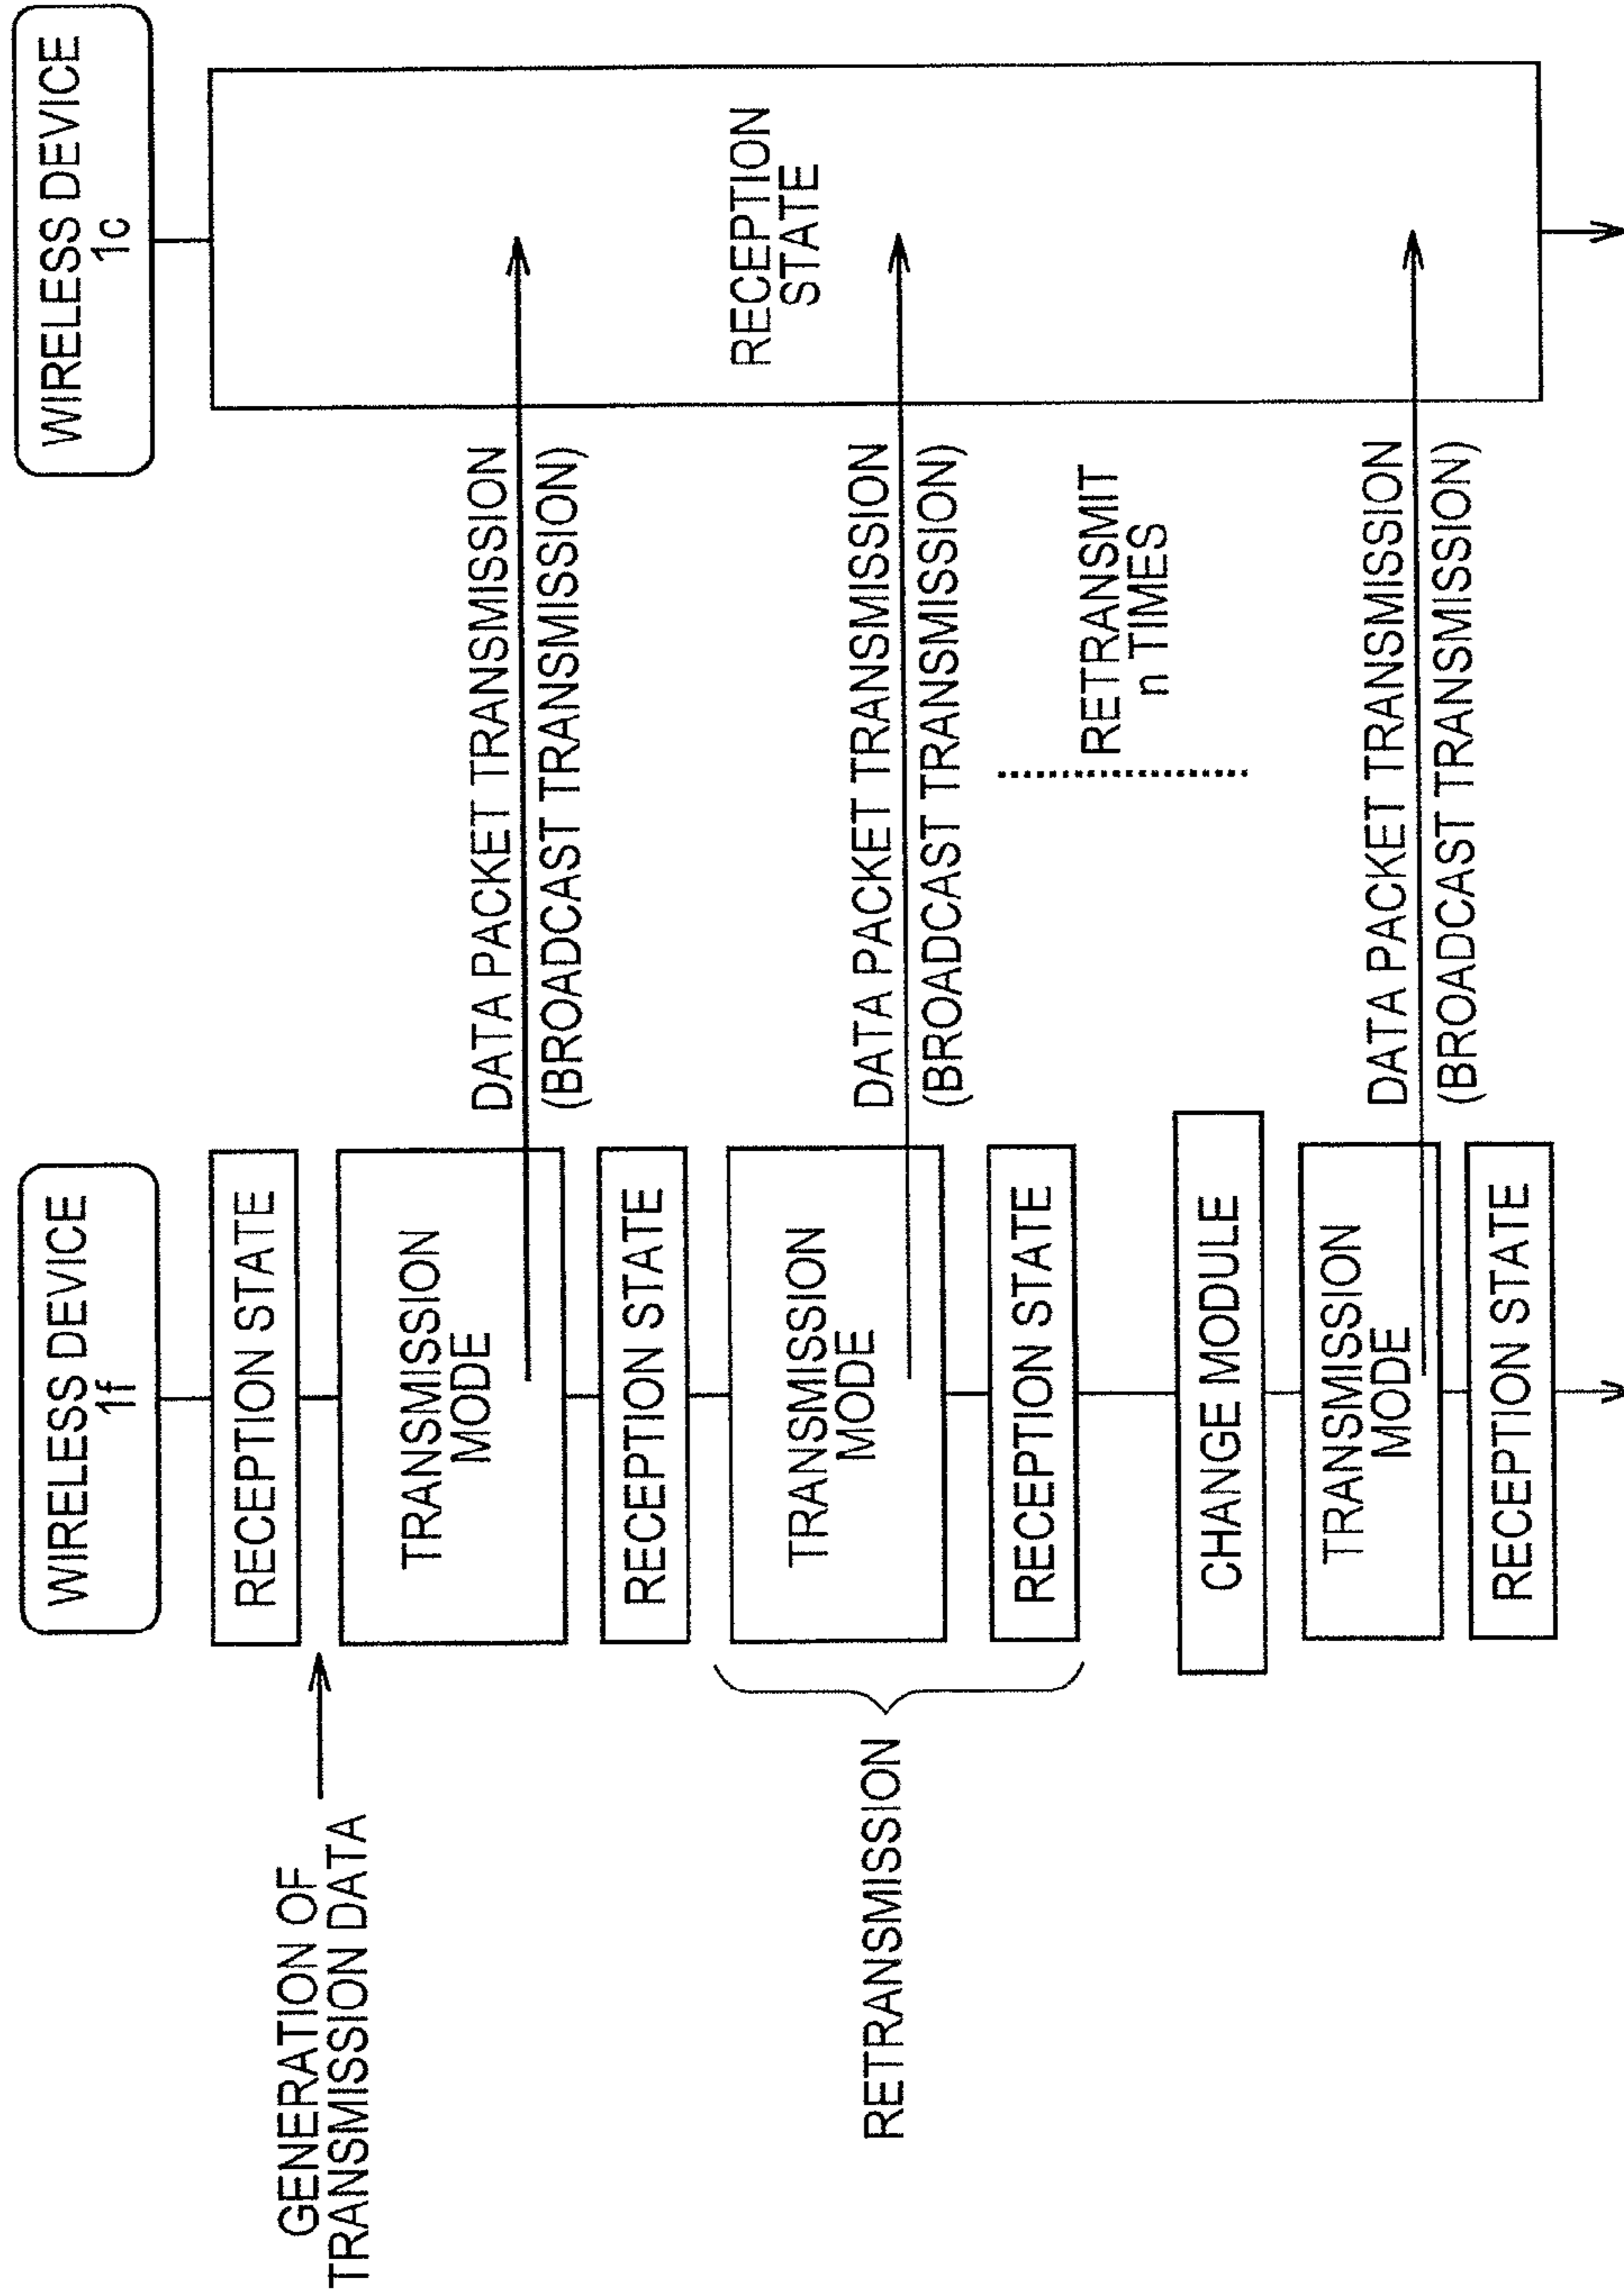 WIRELESS DEVICE
1f
WIRELESS DEVICE
1c
RECEPTION STATE
GENERATION OF
TRANSMISSION DATA
TRANSMISSION
MODE
DATA PACKET TRANSMISSION
(BROADCAST TRANSMISSION)
RECEPTION
STATE
RECEPTION STATE
RETRANSMISSION
TRANSMISSION
MODE
DATA PACKET TRANSMISSION
(BROADCAST TRANSMISSION)
RECEPTION STATE
RETRANSMIT
n TIMES
CHANGE MODULE
TRANSMISSION
MODE
DATA PACKET TRANSMISSION
(BROADCAST TRANSMISSION)
RECEPTION STATE